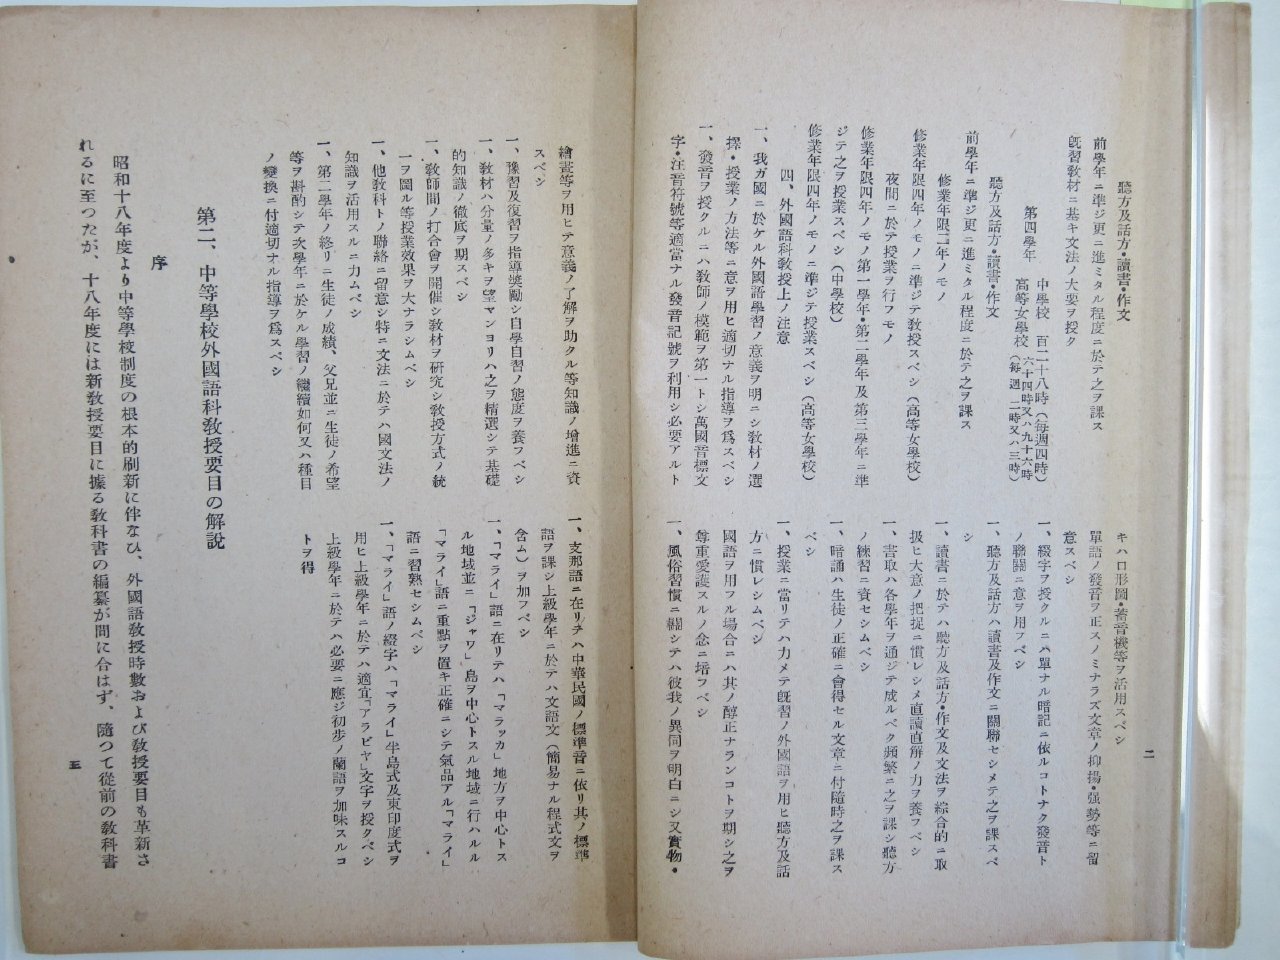 聽方及話方・讀書・作文
前學年ニ準ジ更ニ進ミタル程度ニ於テ之ヲ課ス
既習敎材ニ基キ文法ノ大要ヲ授ク
第四學年
中學校 百二十八時(每週四時)
高等女學校 六十四時又ハ九十六時(每週 二時又ハ三時)
聽方及話方・讀書・作文
前學年ニ準ジ更ニ進ミタル程度ニ於テ之ヲ課ス
修業年限二年ノモノ
修業年限四年ノモノニ準ジテ敎授スベシ(高等女學校)
夜間ニ於テ授業ヲ行フモノ
修業年限四年ノモノ第一學年・第二學年及第三學年ニ準
ジテ之ヲ授業スベシ(中學校)
修業年限四年ノモノニ準ジテ授業スベシ(高等女學校)
四、外國語科敎授上ノ注意
一、我ガ國ニ於ケル外國語學習ノ意義ヲ明ニシ敎材ノ選
擇・授業ノ方法等ニ意ヲ用ヒ適切ナル指導ヲ爲スベシ
一、發音ヲ授クルニハ敎師ノ模範ヲ第一トシ萬國音標文
字・注音符號等適當ナル發音記號ヲ利用シ必要アルト
キハ口形圖・蓄音機等ヲ活用スベシ
單語ノ發音ヲ正スノミナラズ文章ノ抑揚・强勢等ニ留
意スベシ
一、綴字ヲ授クルニハ單ナル暗記ニ依ルコトナク發音ト
ノ聯關ニ意ヲ用フベシ
一、聽方及話方ハ讀書及作文ニ關聯セシメテ之ヲ課スベ
シ
一、讀書ニ於テハ聽方及話方・作文及文法ヲ綜合的ニ取
扱ヒ大意ノ把捉ニ慣レシメ直讀直解ノ力ヲ養フベシ
一、書取ハ各學年ヲ通ジテ成ルベク頻繁ニ之ヲ課シ聽方
ノ練習ニ資セシムベシ
一、暗誦ハ生徒ノ正確ニ會得セル文章ニ付隨時之ヲ課ス
ベシ
一、授業ニ當リテハ力メテ既習ノ外國語ヲ用ヒ聽方及話
方ニ慣レシムベシ
國語ヲ用フル場合ニハ其ノ醇正ナランコトヲ期シ之ヲ
尊重愛護スルノ念ニ培フベシ
一、風俗習慣ニ關シテハ彼我ノ異同ヲ明白ニシ又實物・
二
繪畫等ヲ用ヒテ意義ノ了解ヲ助クル等知識ノ增進ニ資
スベシ
一、豫習及復習ヲ指導奬勵シ自學自習ノ態度ヲ養フベシ
一、敎材ハ分量ノ多キヲ望マンヨリハ之ヲ精選シテ基礎
的知識ノ徹底ヲ期スベシ
一、敎師間ノ打合會ヲ開催シ敎材ヲ硏究シ敎授方式ノ統
一ヲ圖ル等授業效果ヲ大ナラシムベシ
一、他敎科トノ聯絡ニ留意シ特ニ文法ニ於テハ國文法ノ
知識ヲ活用スルニ力ムベシ
一、第二學年ノ終リニ生徒ノ成績、父兄並ニ生徒ノ希望
等ヲ斟酌シテ次學年ニ於ケル學習ノ繼續如何又ハ種目
ノ變換ニ付適切ナル指導ヲ爲スベシ
一、支那語ニ在リテハ中華民國ノ標準音ニ依リ其ノ標準
語ヲ課シ上級學年ニ於テハ文語文(簡易ナル程式文ヲ
含ム)ヲ加フベシ
一、「マライ」語ニ在リテハ「マラッカ」地方ヲ中心トス
ル地域並ニ「ジャワ」島ヲ中心トスル地域ニ行ハルル
「マライ」語ニ重點ヲ置キ正確ニシテ氣品アル「マライ」
語ニ習熟セシムベシ
一、「マライ」語ノ綴字ハ「マライ」半島式及東印度式ヲ
用ヒ上級學年ニ於テハ適宜「アラビヤ」文字ヲ授クベシ
上級學年ニ於テハ必要ニ應ジ初步ノ蘭語ヲ加味スルコ
トヲ得
第二、中等學校外國語科敎授要目の解説
序
昭和十八年度より中等學校制度の根本的刷新に伴なひ、外國語敎授時數および敎授要目も革新さ
れるに至つたが、十八年度には新敎授要目に據る敎科書の編纂が間に合はず、隨つて從前の敎科書
三